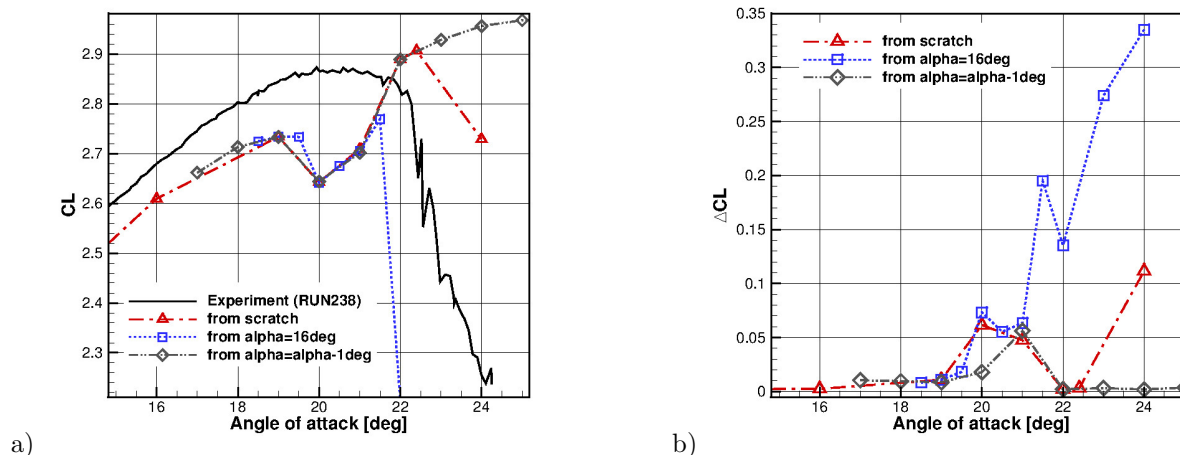 CL
2.9
2.8
2.7
2.6
2.5
2.4
2.3
Experiment (RUN238)
from scratch
from alpha=16deg
from alpha=alpha-1deg
16 18 20 22 24
Angle of attack [deg]
a)
△CL
0.35
0.3
0.25
0.2
0.15
0.1
0.05
0
from scratch
from alpha=16deg
from alpha=alpha-1deg
16 18 20 22 24
Angle of attack [deg]
b)